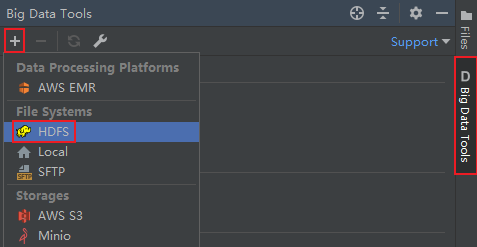 Big Data Tools
Support
Data Processing Platforms
AWS EMR
File Systems
HDFS
Local
SFTP
SFTP
Storages
AWS S3
Minio
Files
D
Big Data Tools